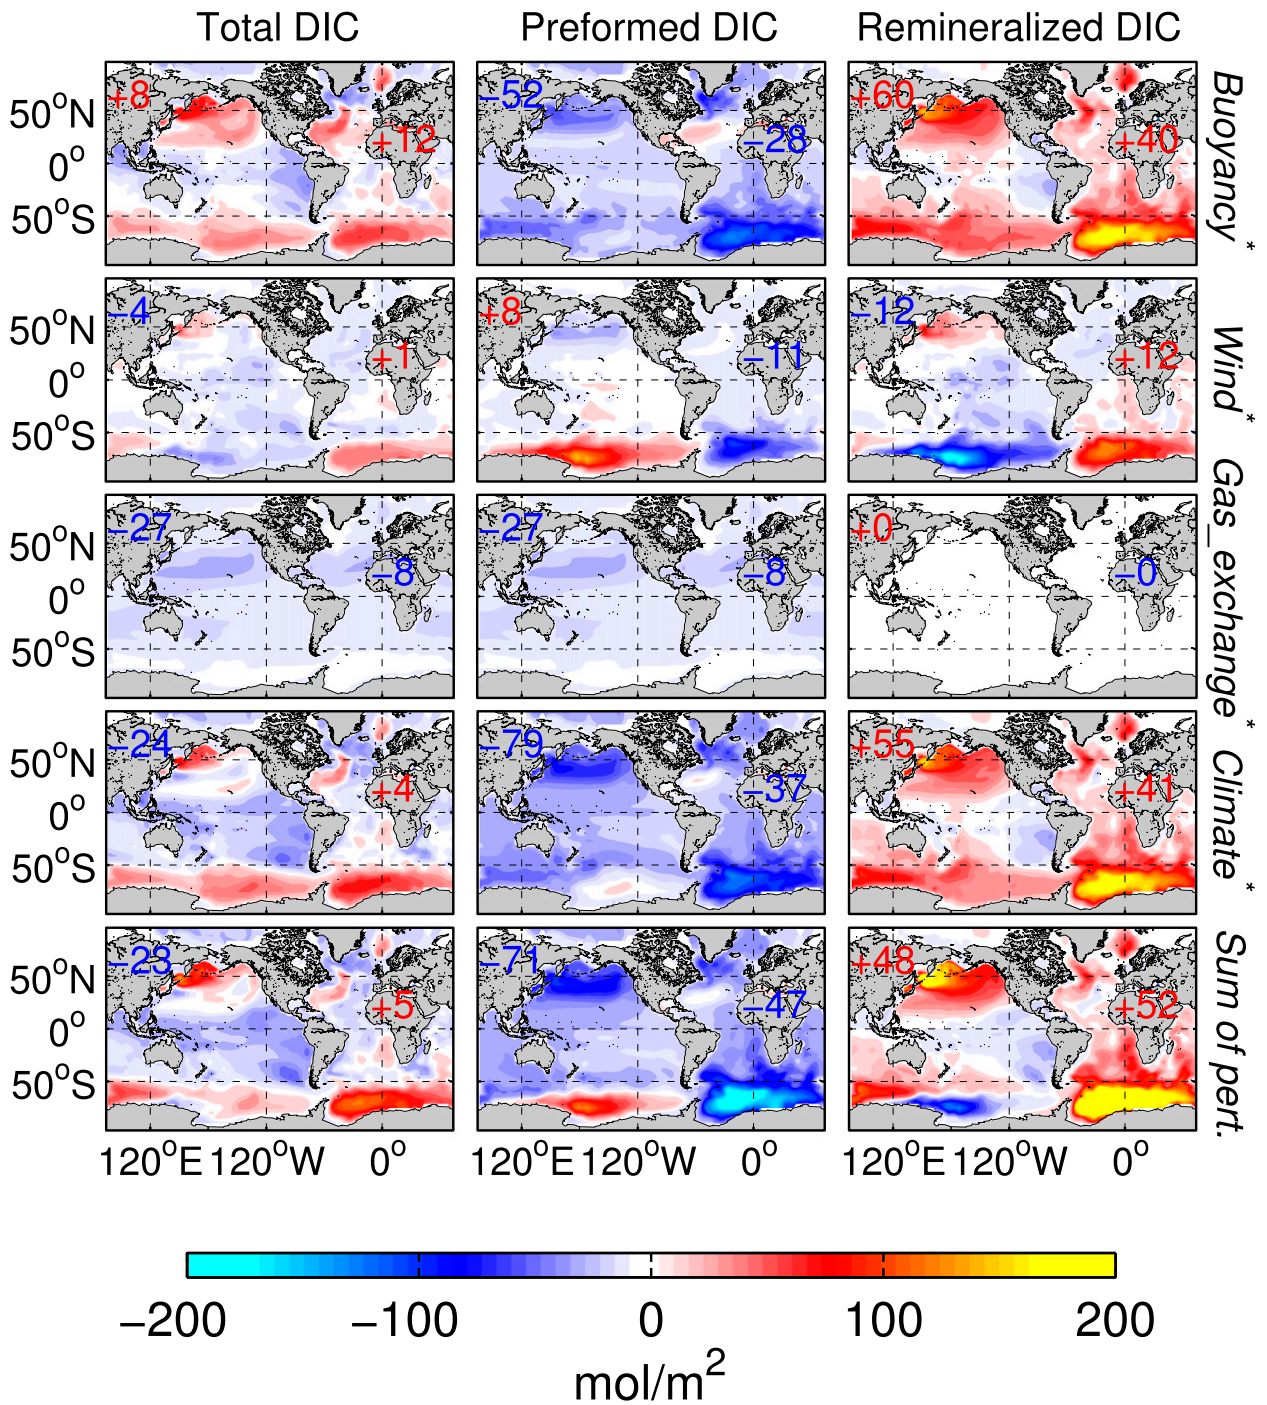 Total DIC Preformed DIC Remineralized DIC
50°N +8 +12 −52 −28 +60 +40 Buoyancy*
0°
50°S
50°N −4 +1 +8 −11 −12 +12 Wind*
0°
50°S
50°N −27 −8 −27 −8 +0 −0 Gas_exchange*
0°
50°S
50°N −24 +4 −79 −37 +55 +41 Climate*
0°
50°S
50°N −23 +5 −71 −47 +48 +52 Sum of pert.
0°
50°S
120°E 120°W 0° 120°E 120°W 0° 120°E 120°W 0°
−200 −100 0 100 200
mol/m²